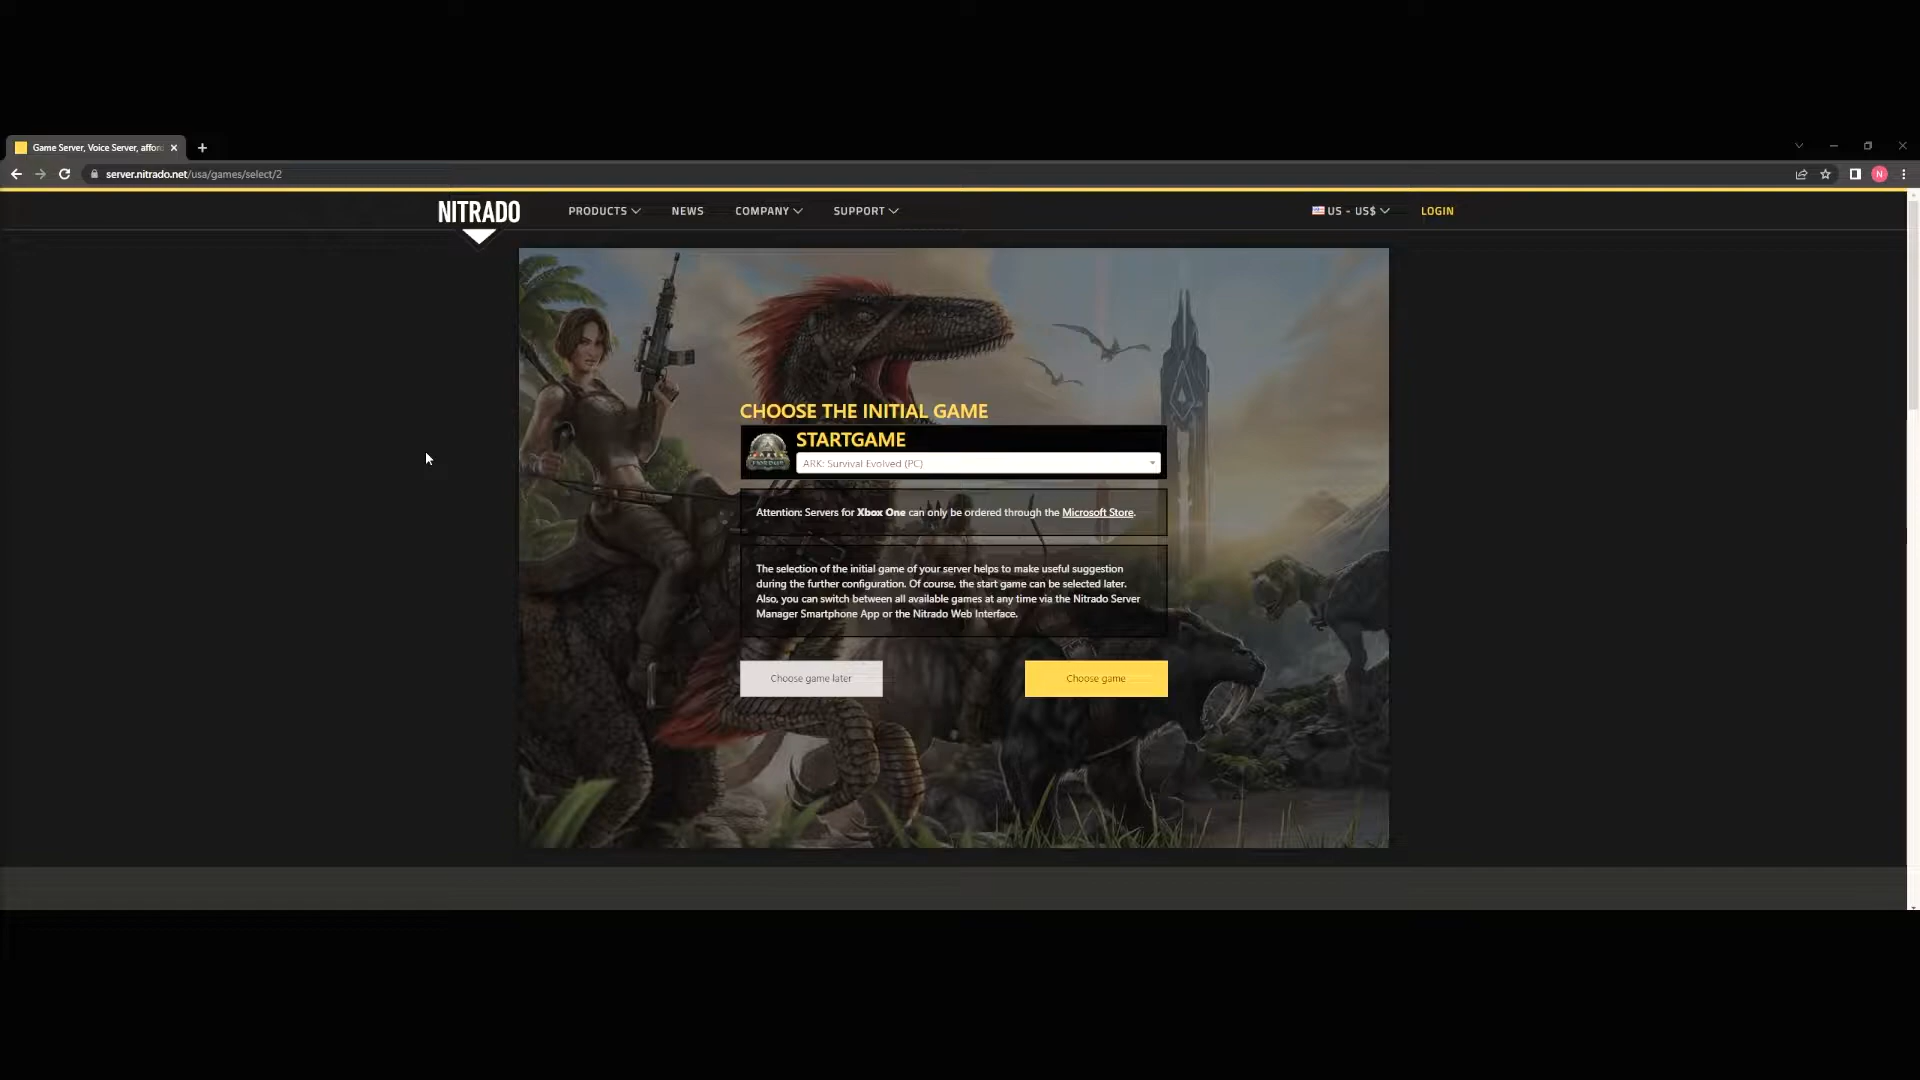 Game Server, Voice Server, afford
server.nitrado.net/usa/games/select/2
N
NITRADO
PRODUCTS
NEWS
COMPANY
SUPPORT
US - US$
LOGIN
CHOOSE THE INITIAL GAME
STARTGAME
ARK: Survival Evolved (PC)
Attention: Servers for Xbox One can only be ordered through the Microsoft Store.
The selection of the initial game of your server helps to make useful suggestion
during the further configuration. Of course, the start game can be selected later.
Also, you can switch between all available games at any time via the Nitrado Server
Manager Smartphone App or the Nitrado Web Interface.
Choose game later
Choose game